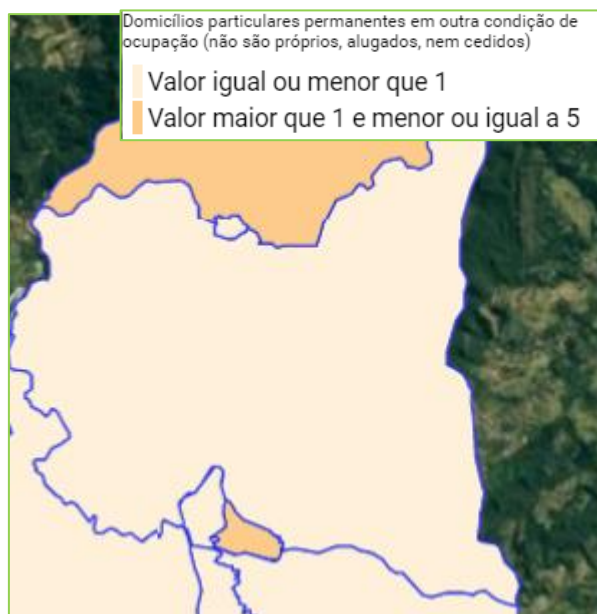 Domicílios particulares permanentes em outra condição de
ocupação (não são próprios, alugados, nem cedidos)
Valor igual ou menor que 1
Valor maior que 1 e menor ou igual a 5